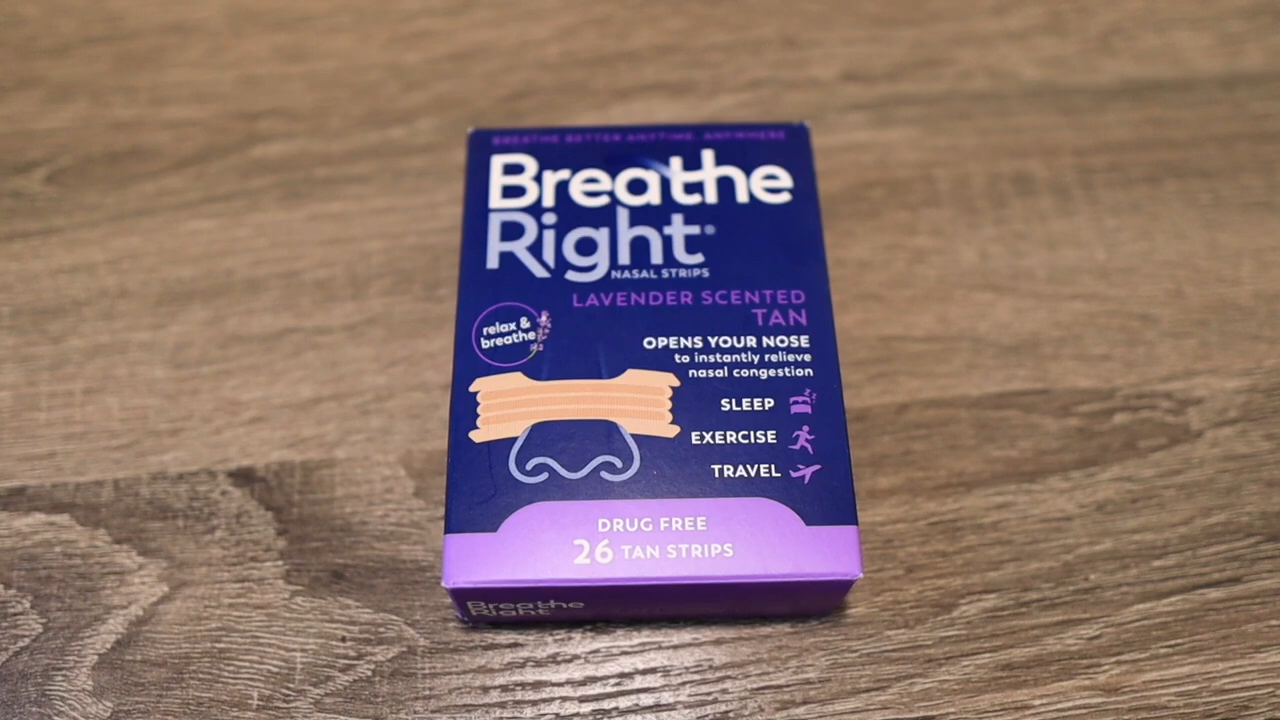 BREATHE BETTER ANYTIME, ANYWHERE
Breathe
Right®
NASAL STRIPS
LAVENDER SCENTED
TAN
relax &
breathe
OPENS YOUR NOSE
to instantly relieve
nasal congestion
SLEEP
EXERCISE
TRAVEL
DRUG FREE
26 TAN STRIPS
Breathe
Right